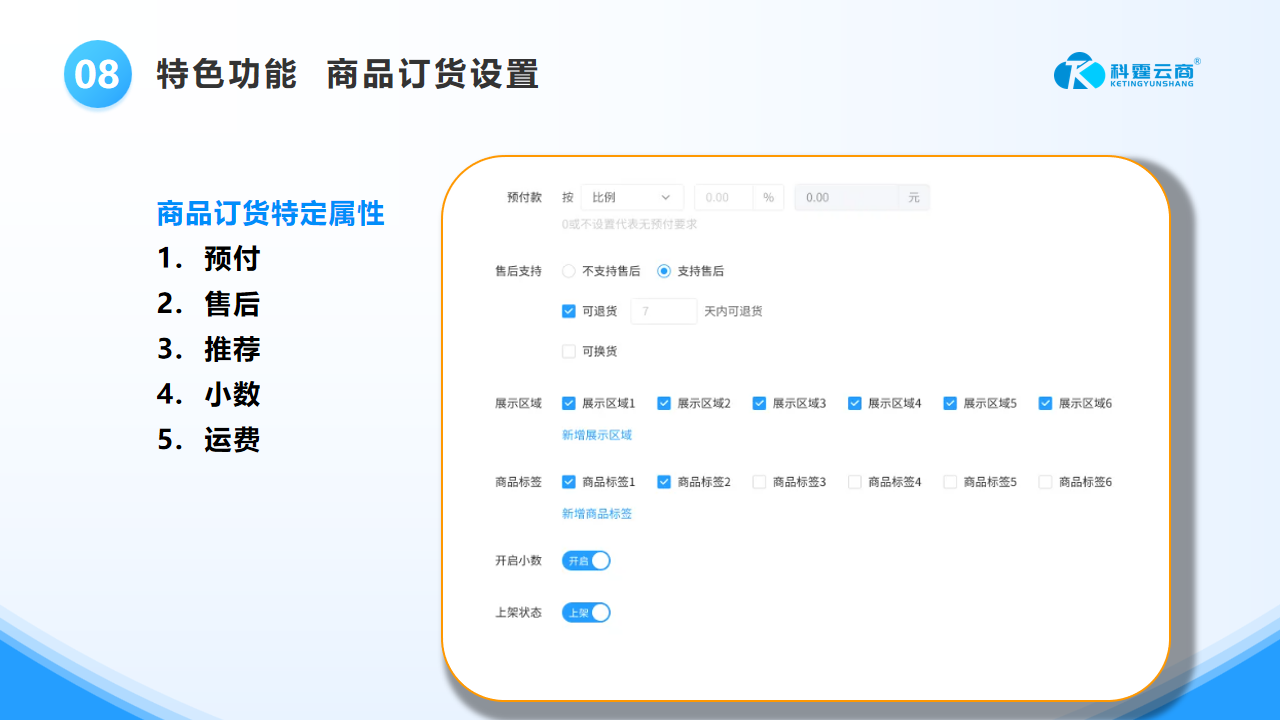 08 特色功能 商品订货设置
科霆云商®
KETINGYUNSHANG
商品订货特定属性
1. 预付
2. 售后
3. 推荐
4. 小数
5. 运费
预付款 按 比例 0.00 % 0.00 元
0或不设置代表无预付要求
售后支持 不支持售后 支持售后
可退货 7 天内可退货
可换货
展示区域 展示区域1 展示区域2 展示区域3 展示区域4 展示区域5 展示区域6
新增展示区域
商品标签 商品标签1 商品标签2 商品标签3 商品标签4 商品标签5 商品标签6
新增商品标签
开启小数 开启
上架状态 上架